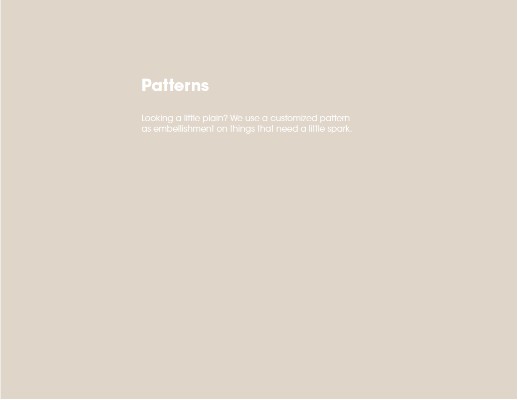 Patterns
Looking a little plain? We use a customized pattern
as embellishment on things that need a little spark.